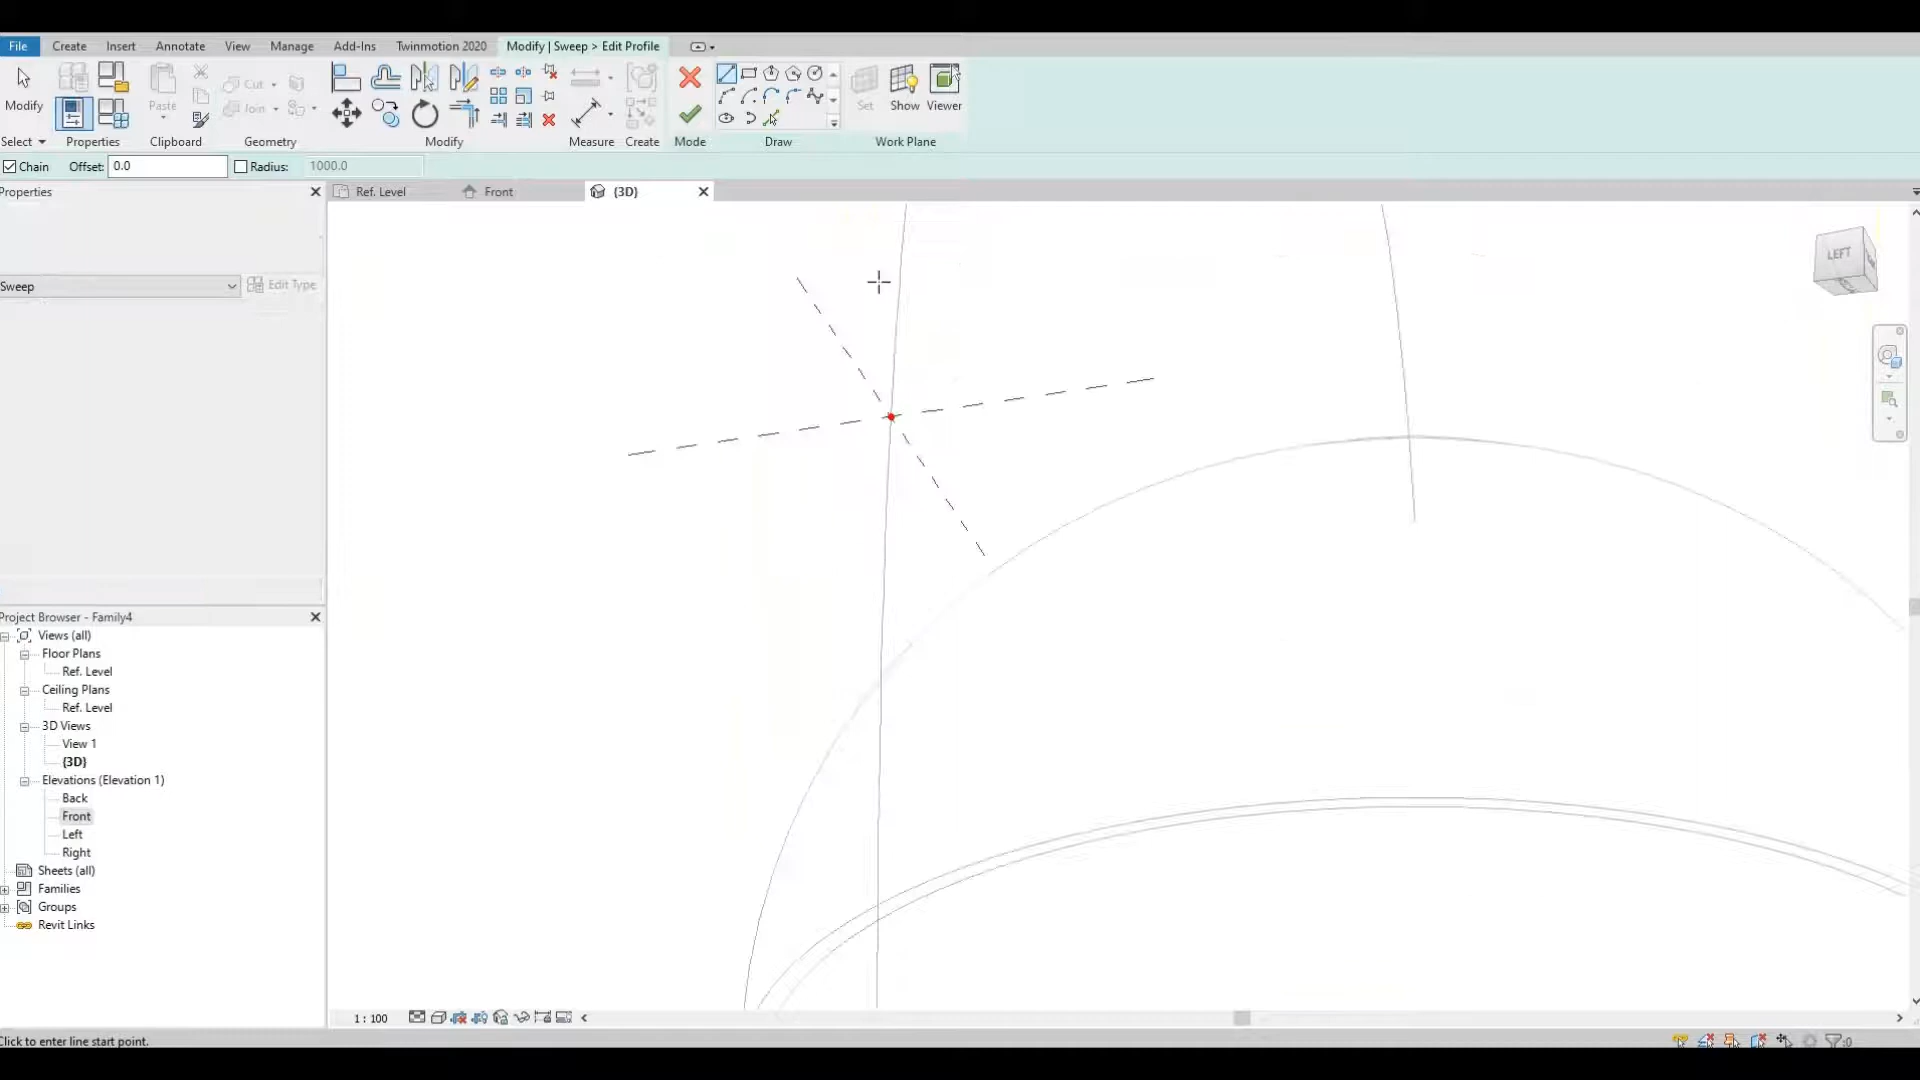 File Create Insert Annotate View Manage Add-Ins Twinmotion 2020 Modify | Sweep > Edit Profile
Modify
Paste
Cut
Join
Set Show Viewer
Select Properties Clipboard Geometry Modify Measure Create Mode Draw Work Plane
Chain Offset: 0.0 Radius: 1000.0
Properties
Ref. Level Front {3D}
LEFT
Sweep Edit Type
Project Browser - Family4
Views (all)
Floor Plans
Ref. Level
Ceiling Plans
Ref. Level
3D Views
View 1
{3D}
Elevations (Elevation 1)
Back
Front
Left
Right
Sheets (all)
Families
Groups
Revit Links
1 : 100
Click to enter line start point.
:0